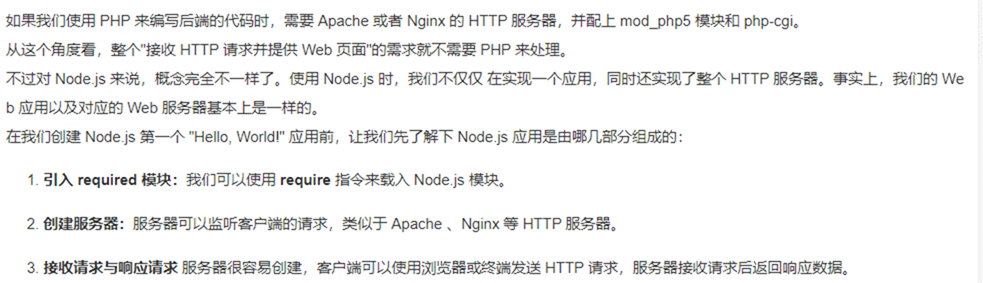 如果我们使用 PHP 来编写后端的代码时，需要 Apache 或者 Nginx 的 HTTP 服务器，并配上 mod_php5 模块和 php-cgi。
从这个角度看，整个"接收 HTTP 请求并提供 Web 页面"的需求就不需要 PHP 来处理。
不过对 Node.js 来说，概念完全不一样了。使用 Node.js 时，我们不仅仅 在实现一个应用，同时还实现了整个 HTTP 服务器。事实上，我们的 We
b 应用以及对应的 Web 服务器基本上是一样的。
在我们创建 Node.js 第一个 "Hello, World!" 应用前，让我们先了解下 Node.js 应用是由哪几部分组成的：
1. 引入 required 模块：我们可以使用 require 指令来载入 Node.js 模块。
2. 创建服务器：服务器可以监听客户端的请求，类似于 Apache 、Nginx 等 HTTP 服务器。
3. 接收请求与响应请求 服务器很容易创建，客户端可以使用浏览器或终端发送 HTTP 请求，服务器接收请求后返回响应数据。